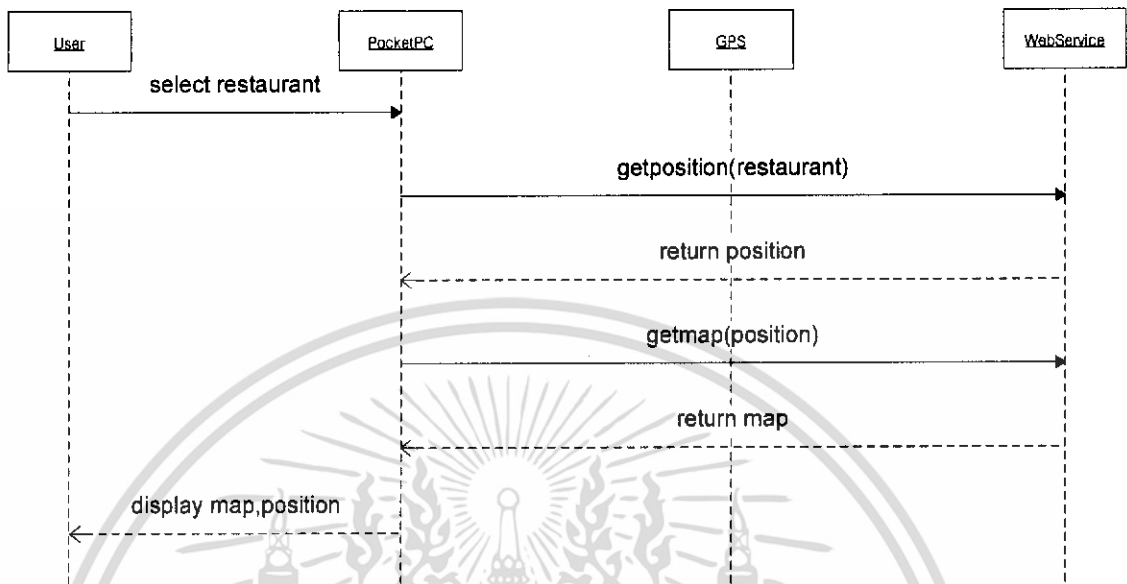 User
PocketPC
GPS
WebService
select restaurant
getposition(restaurant)
return position
getmap(position)
return map
display map,position